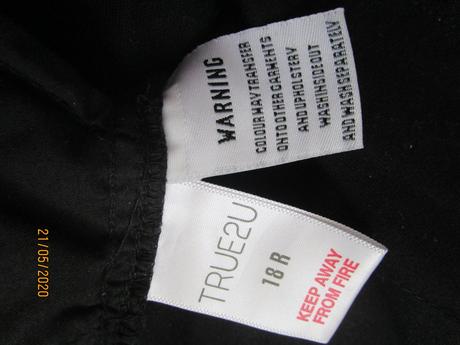 WARNING
COLOUR MAY TRANSFER
ONTO OTHER GARMENTS
AND UPHOLSTERY
WASH INSIDE OUT
AND WASH SEPARATELY
TRUE2U
18 R
KEEP AWAY
FROM FIRE
21/05/2020